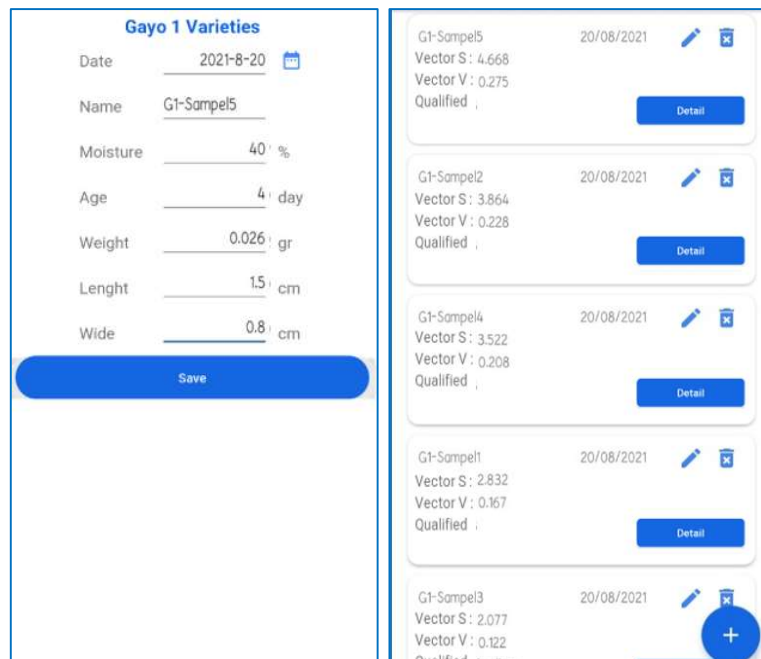 Gayo 1 Varieties
Date 2021-8-20
Name G1-Sampel5
Moisture 40 %
Age 4 day
Weight 0.026 gr
Lenght 1.5 cm
Wide 0.8 cm
Save
G1-Sampel5 20/08/2021
Vector S : 4.668
Vector V : 0.275
Qualified
Detail
G1-Sampel2 20/08/2021
Vector S : 3.864
Vector V : 0.228
Qualified
Detail
G1-Sampel4 20/08/2021
Vector S : 3.522
Vector V : 0.208
Qualified
Detail
G1-Sampel1 20/08/2021
Vector S : 2.832
Vector V : 0.167
Qualified
Detail
G1-Sampel3 20/08/2021
Vector S : 2.077
Vector V : 0.122
+